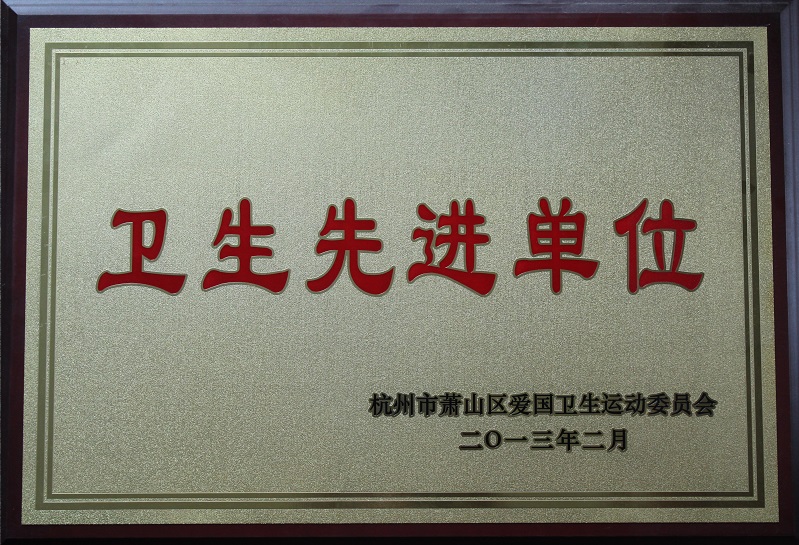 卫生先进单位
杭州市萧山区爱国卫生运动委员会
二O一三年二月